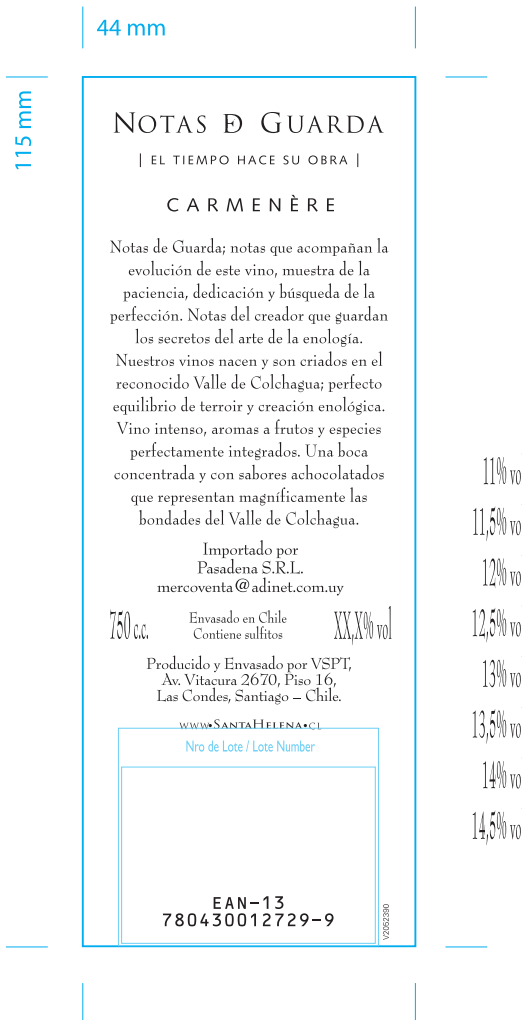 44 mm
115 mm
NOTAS DE GUARDA
| EL TIEMPO HACE SU OBRA |
CARMENÈRE
Notas de Guarda; notas que acompañan la
evolución de este vino, muestra de la
paciencia, dedicación y búsqueda de la
perfección. Notas del creador que guardan
los secretos del arte de la enología.
Nuestros vinos nacen y son criados en el
reconocido Valle de Colchagua; perfecto
equilibrio de terroir y creación enológica.
Vino intenso, aromas a frutos y especies
perfectamente integrados. Una boca
concentrada y con sabores achocolatados
que representan magníficamente las
bondades del Valle de Colchagua.
Importado por
Pasadena S.R.L.
mercoventa@adinet.com.uy
750 c.c.
Envasado en Chile
Contiene sulfitos
XX,X% vol
Producido y Envasado por VSPT,
Av. Vitacura 2670, Piso 16,
Las Condes, Santiago – Chile.
WWW•SANTAHELENA•CL
Nro de Lote / Lote Number
EAN-13
780430012729-9
V2052390
11% vo
11,5% vo
12% vo
12,5% vo
13% vo
13,5% vo
14% vo
14,5% vo